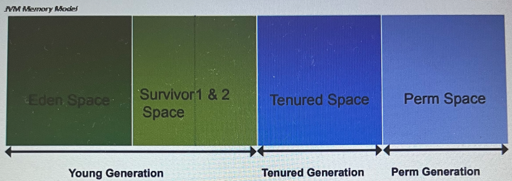 JVM Memory Model
Eden Space
Survivor1 & 2
Space
Tenured Space
Perm Space
Young Generation
Tenured Generation
Perm Generation